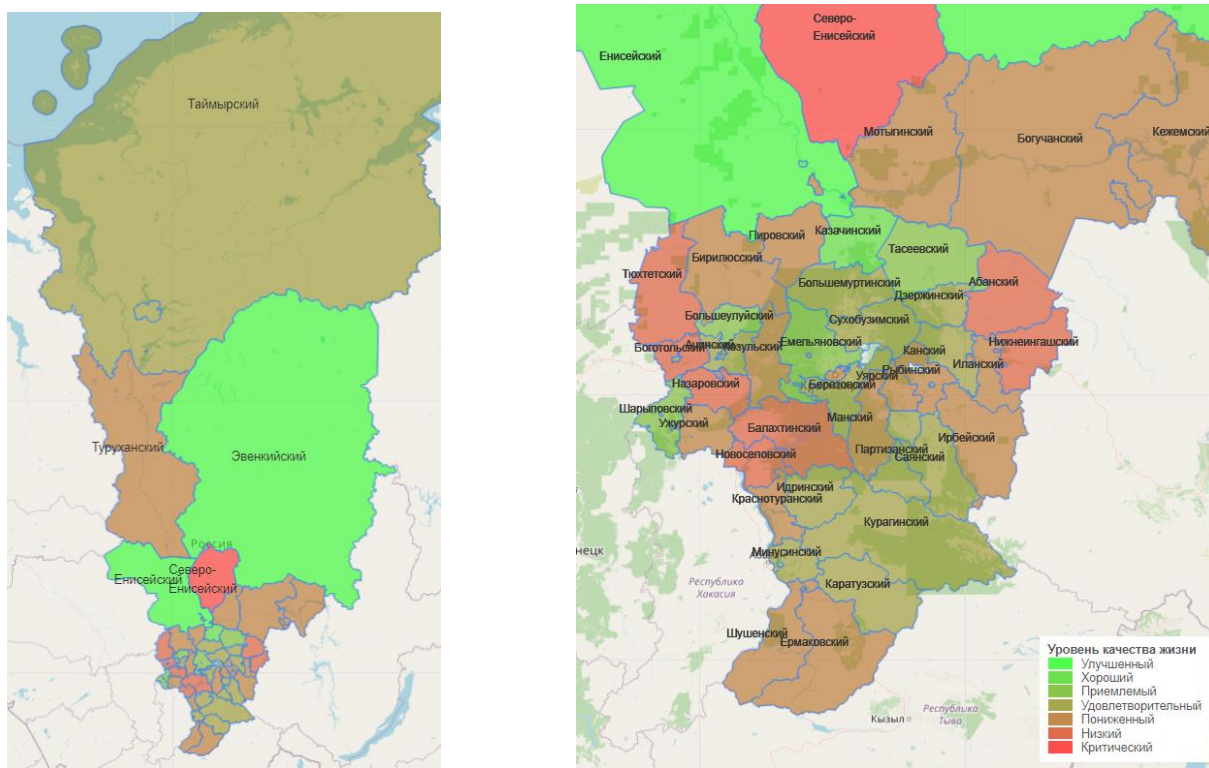 Таймырский
Туруханский
Эвенкийский
Россия
Енисейский
Северо-
Енисейский
Северо-
Енисейский
Енисейский
Мотыгинский
Богучанский
Кежемский
Казачинский
Пировский
Тасеевский
Бирилюсский
Тюхтетский
Большемуртинский
Абанский
Дзержинский
Большеулуйский
Сухобузимский
Емельяновский
Нижнеингашский
Ачинский
Козульский
Боготольский
Канский
Иланский
Рыбинский
Уярский
Назаровский
Березовский
Шарыповский
Ужурский
Манский
Балахтинский
Ирбейский
Партизанский
Саянский
Новоселовский
Идринский
Краснотуранский
Курагинский
Минусинский
нецк
Республика
Хакасия
Каратузский
Шушенский
Ермаковский
Кызыл
Республика
Тыва
Уровень качества жизни
Улучшенный
Хороший
Приемлемый
Удовлетворительный
Пониженный
Низкий
Критический